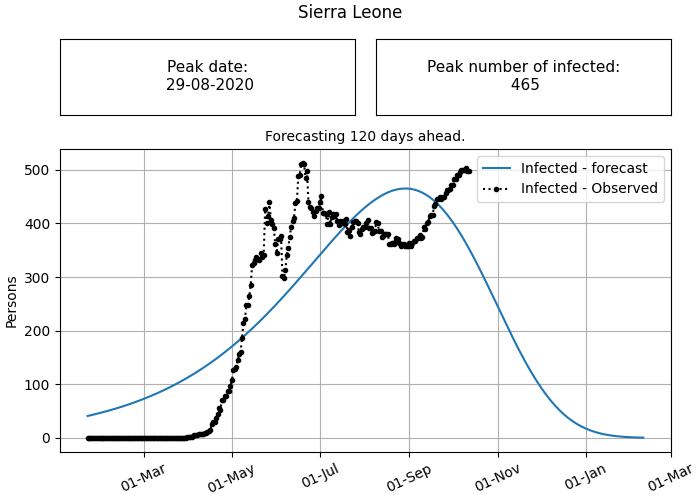 Sierra Leone
Peak date:
29-08-2020
Peak number of infected:
465
Forecasting 120 days ahead.
Infected - forecast
Infected - Observed
Persons
500
400
300
200
100
0
01-Mar
01-May
01-Jul
01-Sep
01-Nov
01-Jan
01-Mar